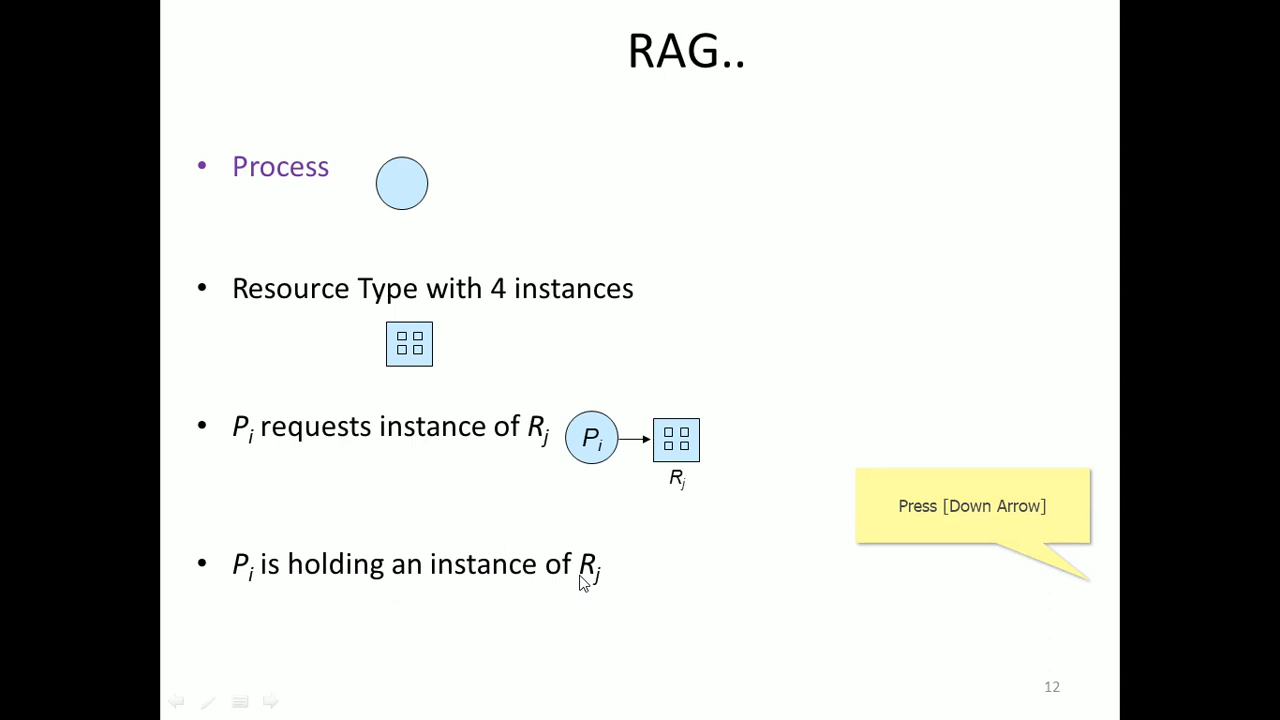 RAG..
• Process
• Resource Type with 4 instances
• Pi requests instance of Rj
Pi
Rj
Press [Down Arrow]
• Pi is holding an instance of Rj
12